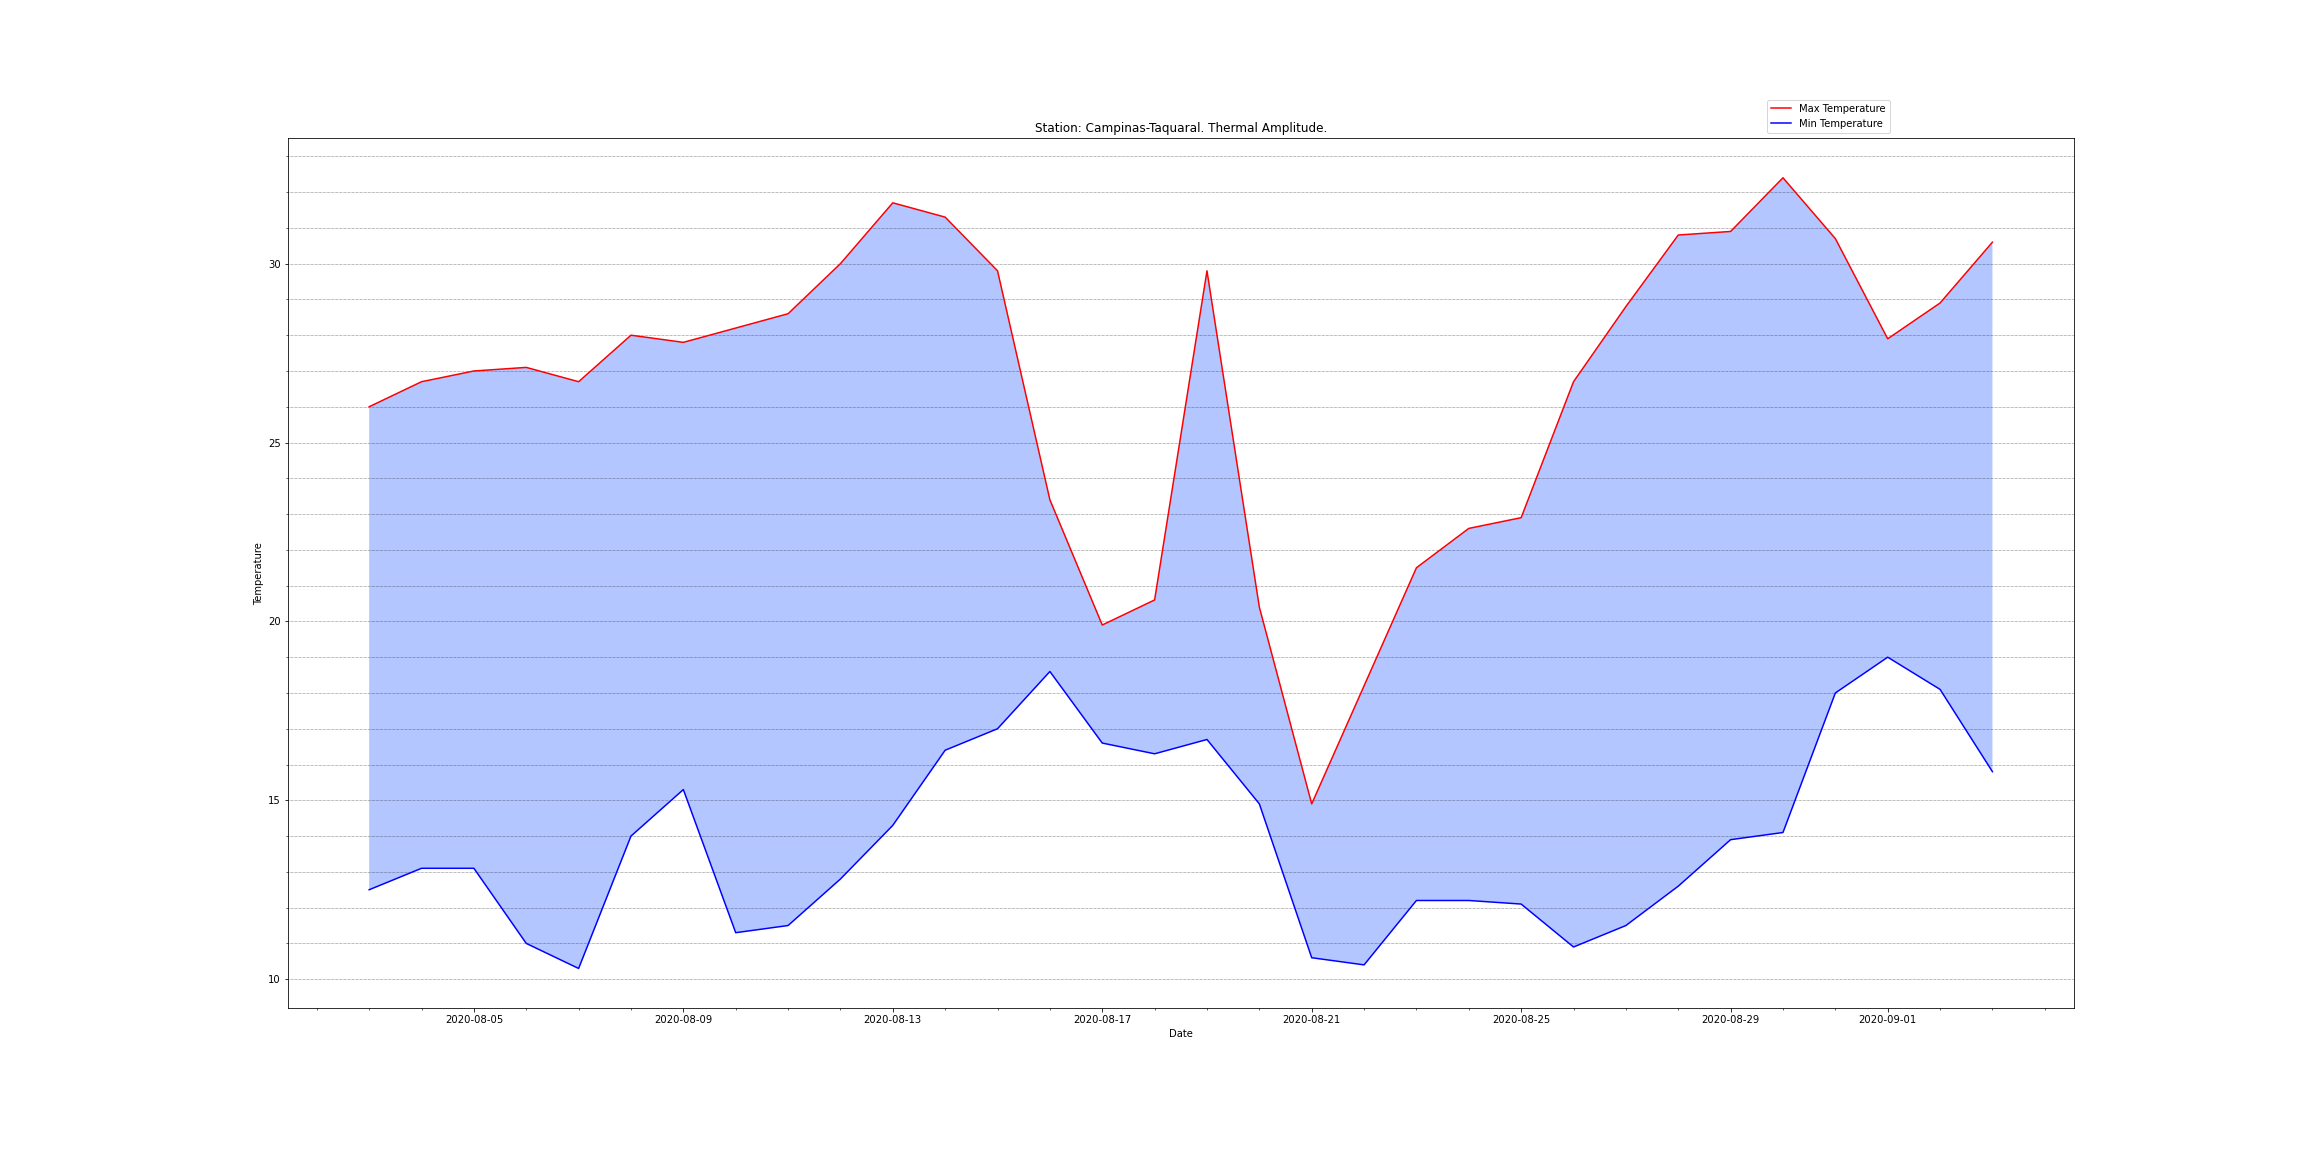 Max Temperature
Min Temperature
Station: Campinas-Taquaral. Thermal Amplitude.
30
25
20
15
10
Temperature
2020-08-05 2020-08-09 2020-08-13 2020-08-17 2020-08-21 2020-08-25 2020-08-29 2020-09-01
Date